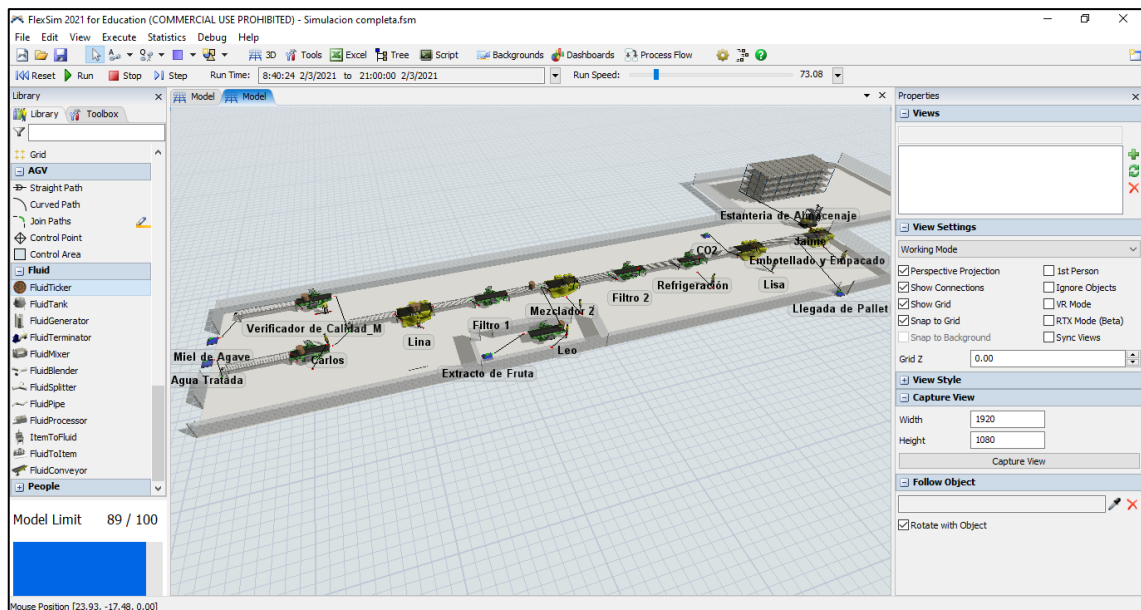 FlexSim 2021 for Education (COMMERCIAL USE PROHIBITED) - Simulacion completa.fsm
File Edit View Execute Statistics Debug Help
3D Tools Excel Tree Script Backgrounds Dashboards Process Flow
Reset Run Stop Step Run Time: 8:40:24 2/3/2021 to 21:00:00 2/3/2021 Run Speed: 73.08
Library
Library Toolbox
Grid
AGV
Straight Path
Curved Path
Join Paths
Control Point
Control Area
Fluid
FluidTicker
FluidTank
FluidGenerator
FluidTerminator
FluidMixer
FluidBlender
FluidSplitter
FluidPipe
FluidProcessor
ItemToFluid
FluidToItem
FluidConveyor
People
Model Limit 89 / 100
Mouse Position [23.93, -17.48, 0.00]
Model Model
Estanteria de Almacenaje
CO2 Jaime
Embotellado y Empacado
Refrigeración Lisa
Filtro 2
Llegada de Pallet
Mezclador 2
Filtro 1
Verificador de Calidad_M
Lina Leo
Miel de Agave Carlos
Extracto de Fruta
Agua Tratada
Properties
Views
View Settings
Working Mode
Perspective Projection 1st Person
Show Connections Ignore Objects
Show Grid VR Mode
Snap to Grid RTX Mode (Beta)
Snap to Background Sync Views
Grid Z 0.00
View Style
Capture View
Width 1920
Height 1080
Capture View
Follow Object
Rotate with Object